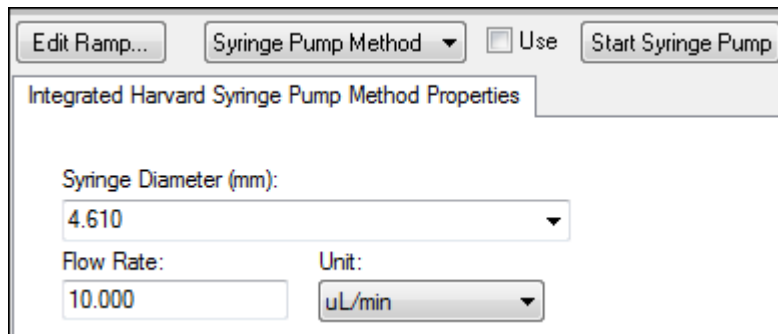 Edit Ramp... Syringe Pump Method Use Start Syringe Pump
Integrated Harvard Syringe Pump Method Properties
Syringe Diameter (mm):
4.610
Flow Rate: Unit:
10.000 uL/min